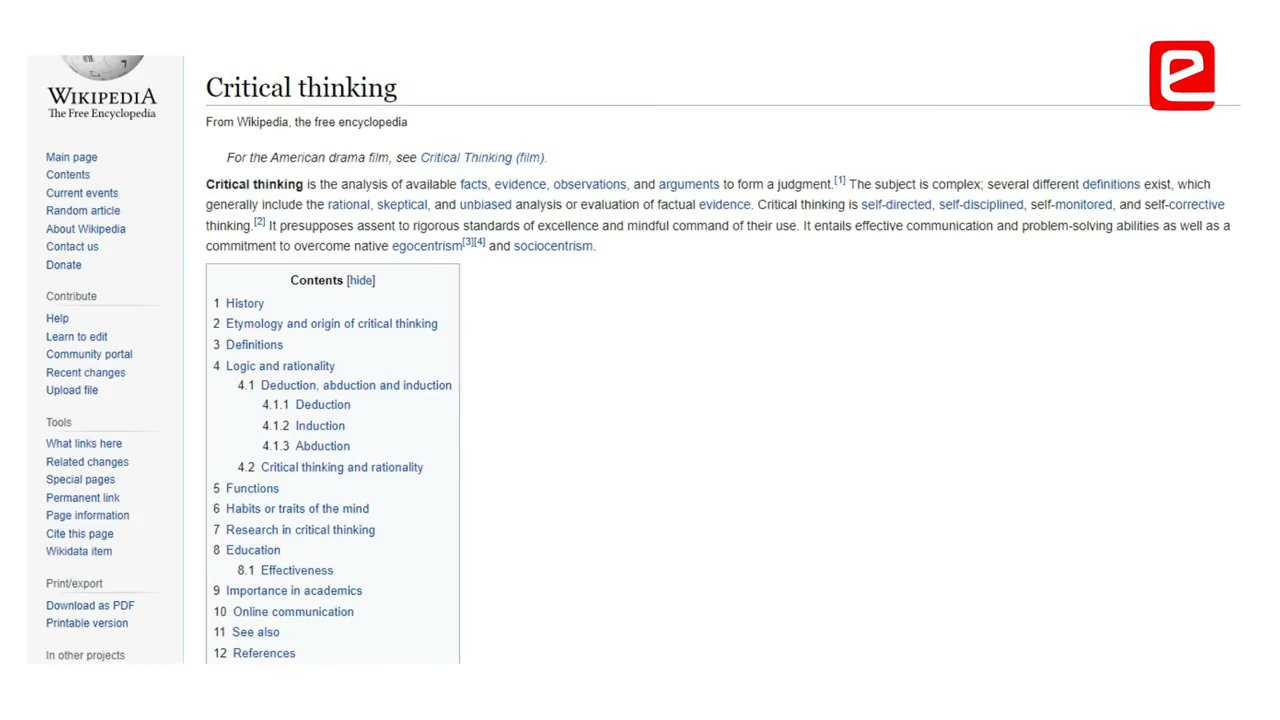 WIKIPEDIA
The Free Encyclopedia
Main page
Contents
Current events
Random article
About Wikipedia
Contact us
Donate
Contribute
Help
Learn to edit
Community portal
Recent changes
Upload file
Tools
What links here
Related changes
Special pages
Permanent link
Page information
Cite this page
Wikidata item
Print/export
Download as PDF
Printable version
In other projects
Critical thinking
From Wikipedia, the free encyclopedia
For the American drama film, see Critical Thinking (film).
Critical thinking is the analysis of available facts, evidence, observations, and arguments to form a judgment.[1] The subject is complex; several different definitions exist, which
generally include the rational, skeptical, and unbiased analysis or evaluation of factual evidence. Critical thinking is self-directed, self-disciplined, self-monitored, and self-corrective
thinking.[2] It presupposes assent to rigorous standards of excellence and mindful command of their use. It entails effective communication and problem-solving abilities as well as a
commitment to overcome native egocentrism[3][4] and sociocentrism.
Contents [hide]
1 History
2 Etymology and origin of critical thinking
3 Definitions
4 Logic and rationality
4.1 Deduction, abduction and induction
4.1.1 Deduction
4.1.2 Induction
4.1.3 Abduction
4.2 Critical thinking and rationality
5 Functions
6 Habits or traits of the mind
7 Research in critical thinking
8 Education
8.1 Effectiveness
9 Importance in academics
10 Online communication
11 See also
12 References
e